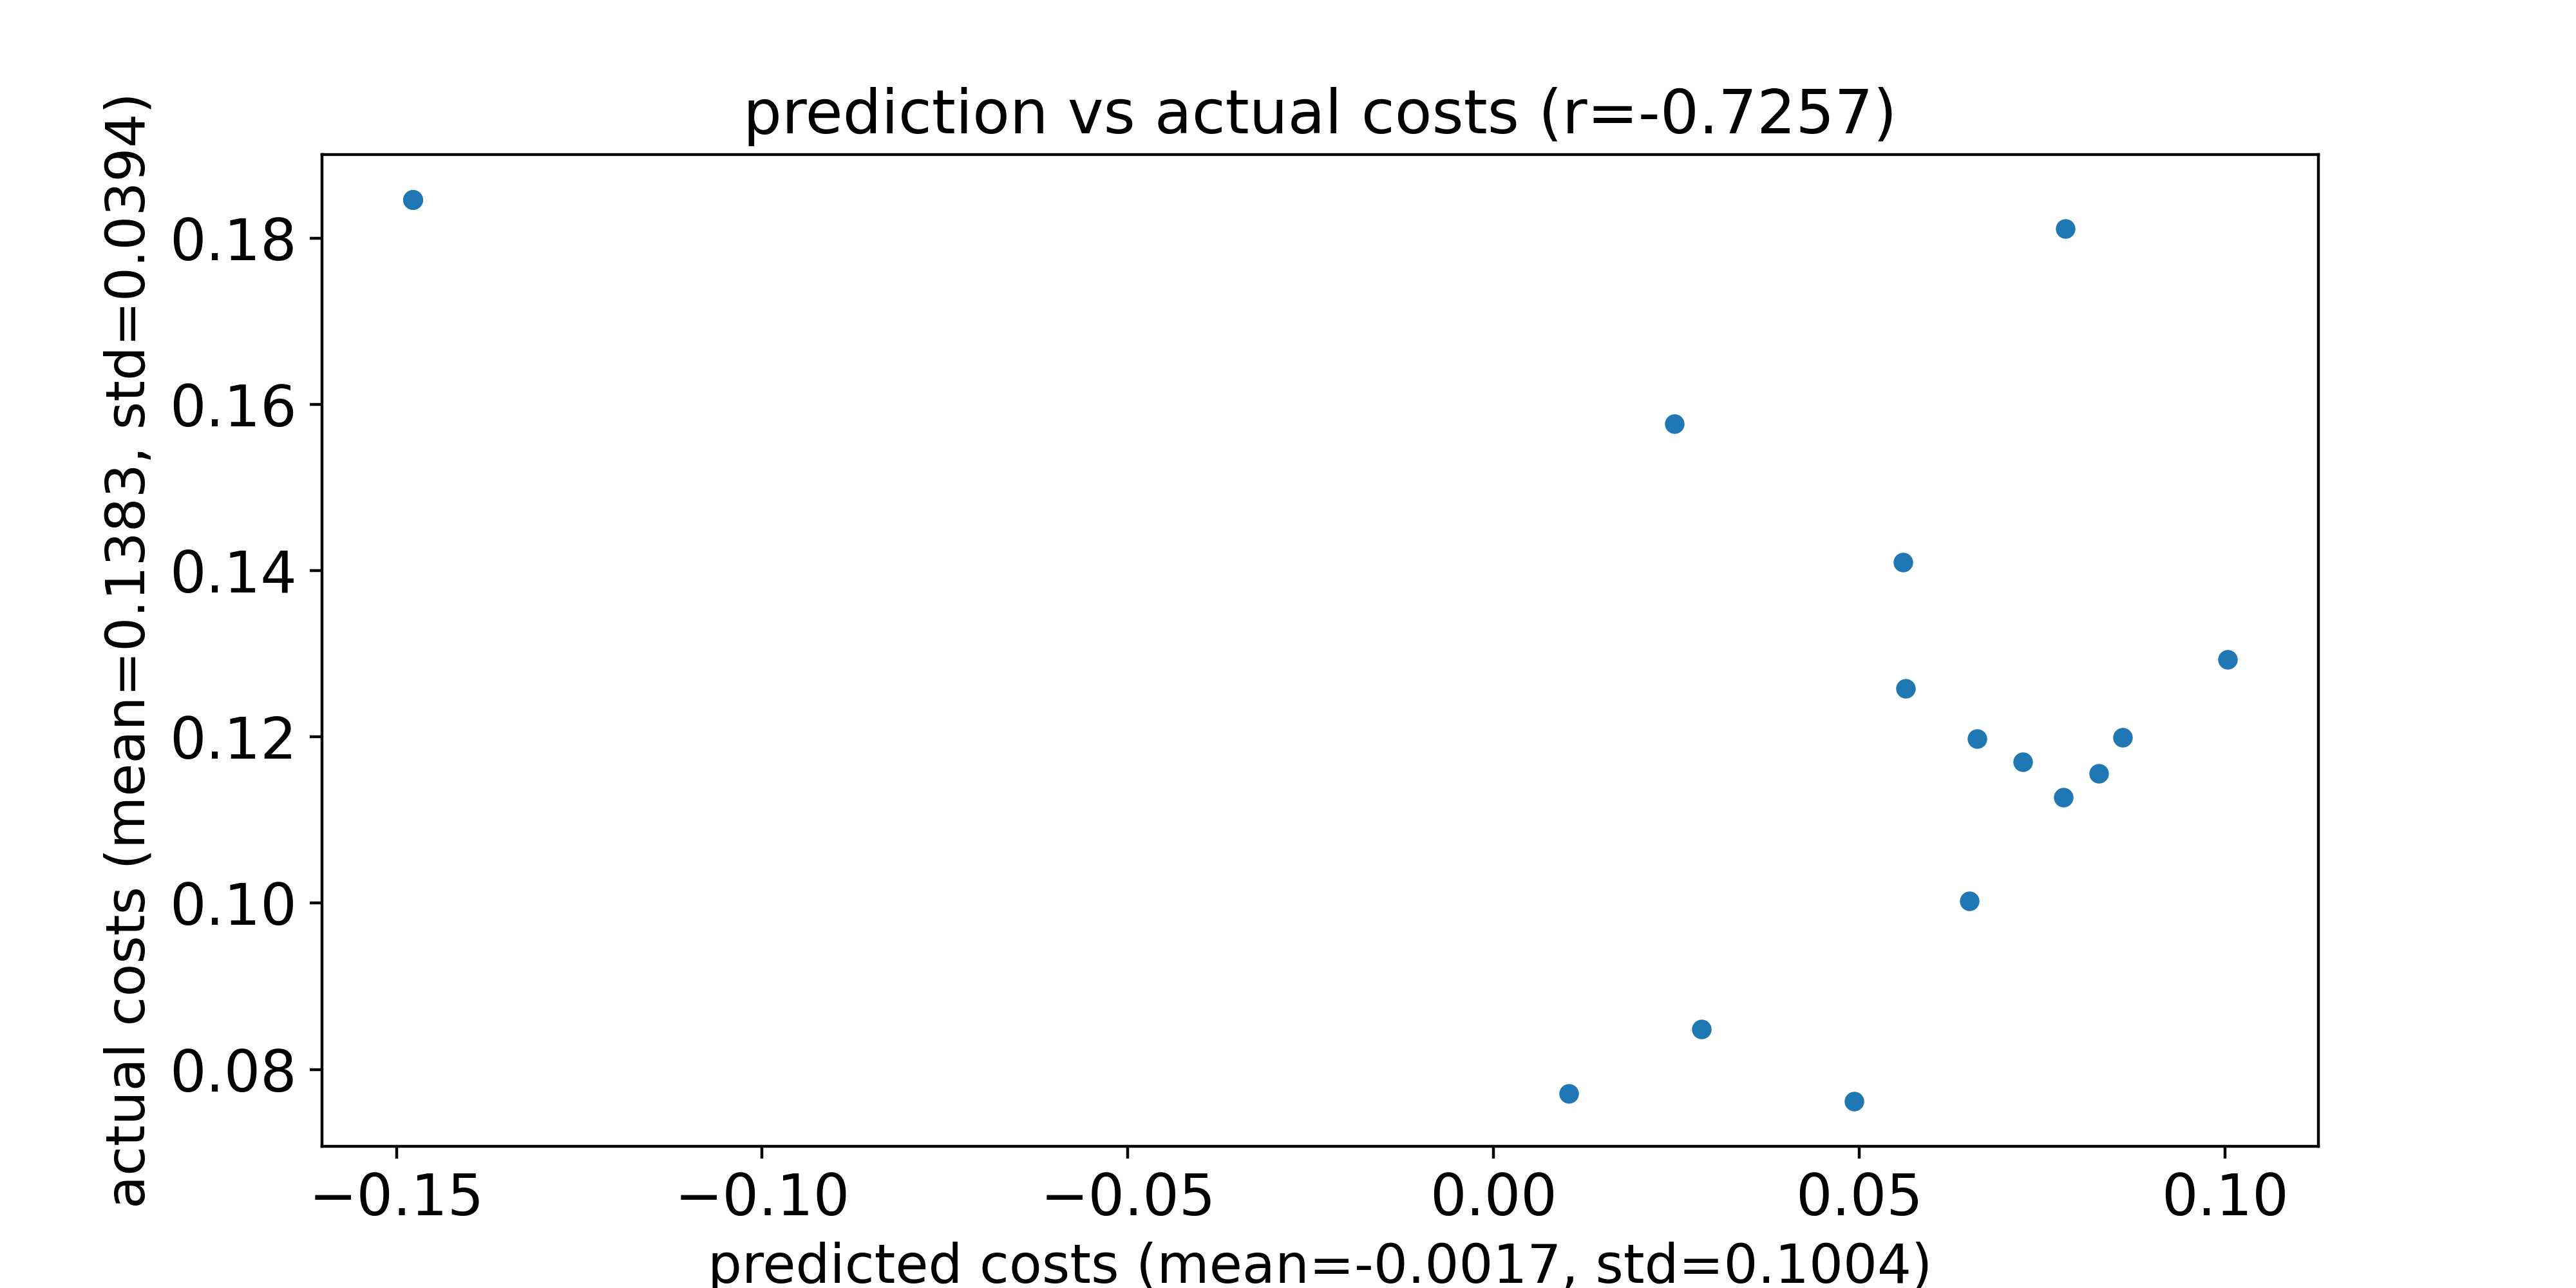 prediction vs actual costs (r=-0.7257)
actual costs (mean=0.1383, std=0.0394)
0.18
0.16
0.14
0.12
0.10
0.08
−0.15 −0.10 −0.05 0.00 0.05 0.10
predicted costs (mean=-0.0017, std=0.1004)